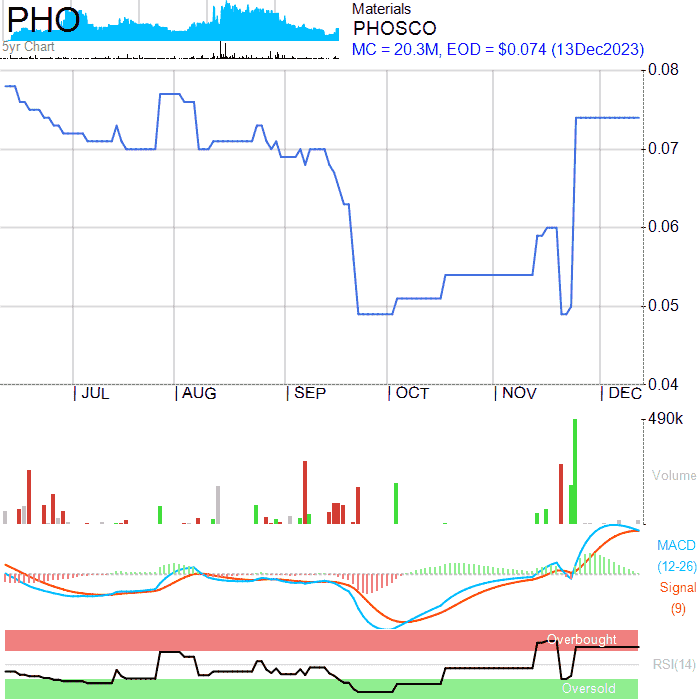 PHO
5yr Chart
Materials
PHOSCO
MC = 20.3M, EOD = $0.074 (13Dec2023)
0.08
0.07
0.06
0.05
0.04
| JUL | AUG | SEP | OCT | NOV | DEC
490k
Volume
MACD
(12-26)
Signal
(9)
Overbought
RSI(14)
Oversold